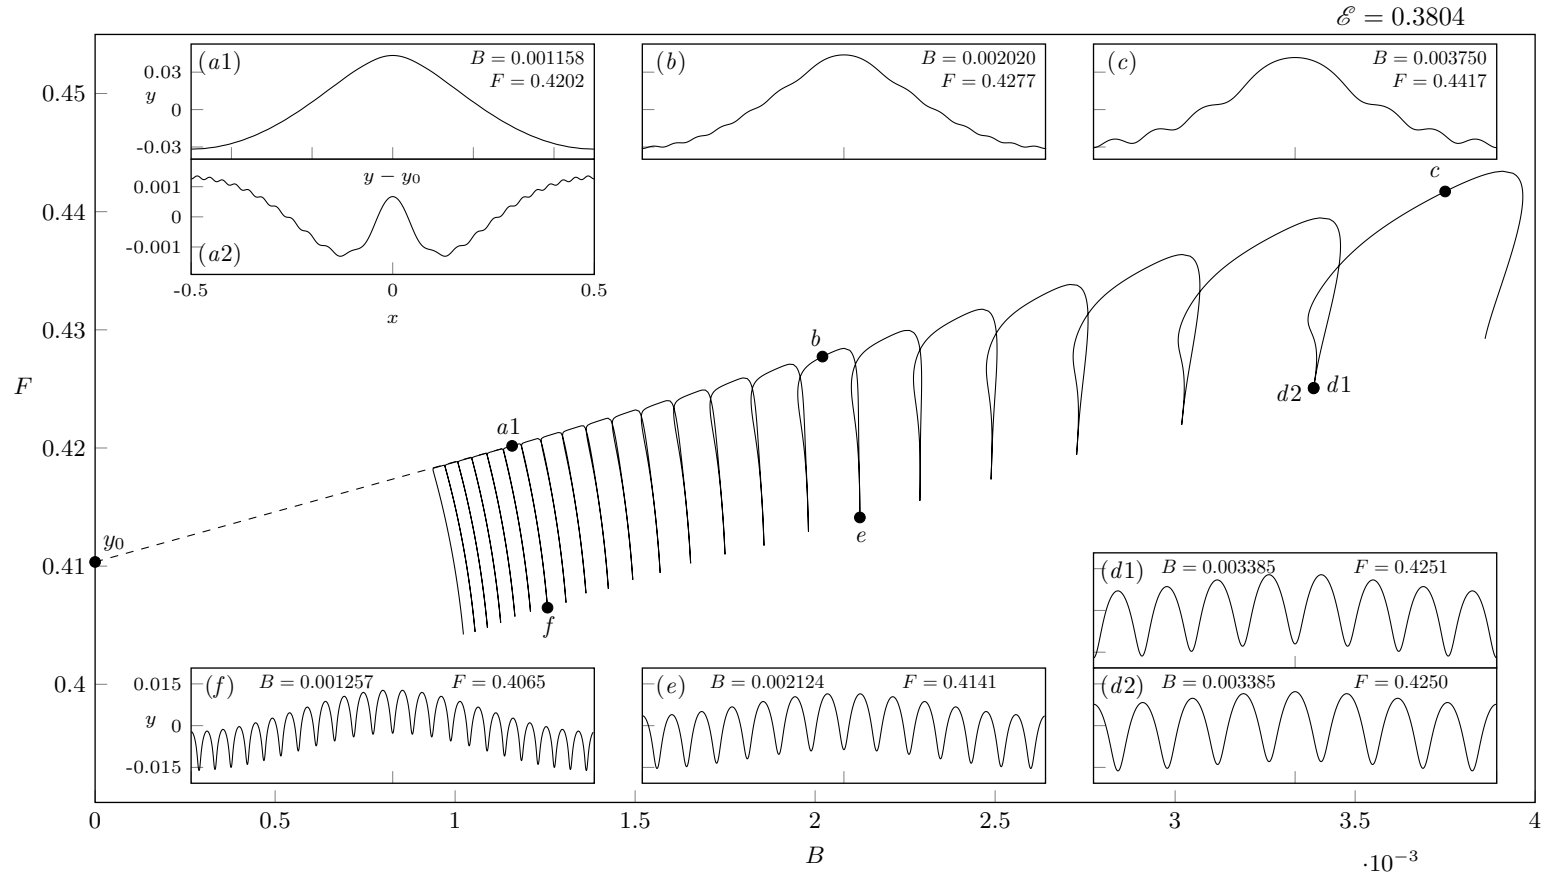 ℰ = 0.3804
(a1)
B = 0.001158
F = 0.4202
0.03
y
0
-0.03
(a2)
y − y₀
0.001
0
-0.001
-0.5
0
0.5
x
(b)
B = 0.002020
F = 0.4277
(c)
B = 0.003750
F = 0.4417
0.45
0.44
0.43
0.42
0.41
0.4
F
c
b
a1
d2
d1
e
y₀
f
(d1)
B = 0.003385
F = 0.4251
(f)
B = 0.001257
F = 0.4065
0.015
y
0
-0.015
(e)
B = 0.002124
F = 0.4141
(d2)
B = 0.003385
F = 0.4250
0
0.5
1
1.5
2
2.5
3
3.5
4
B
·10⁻³